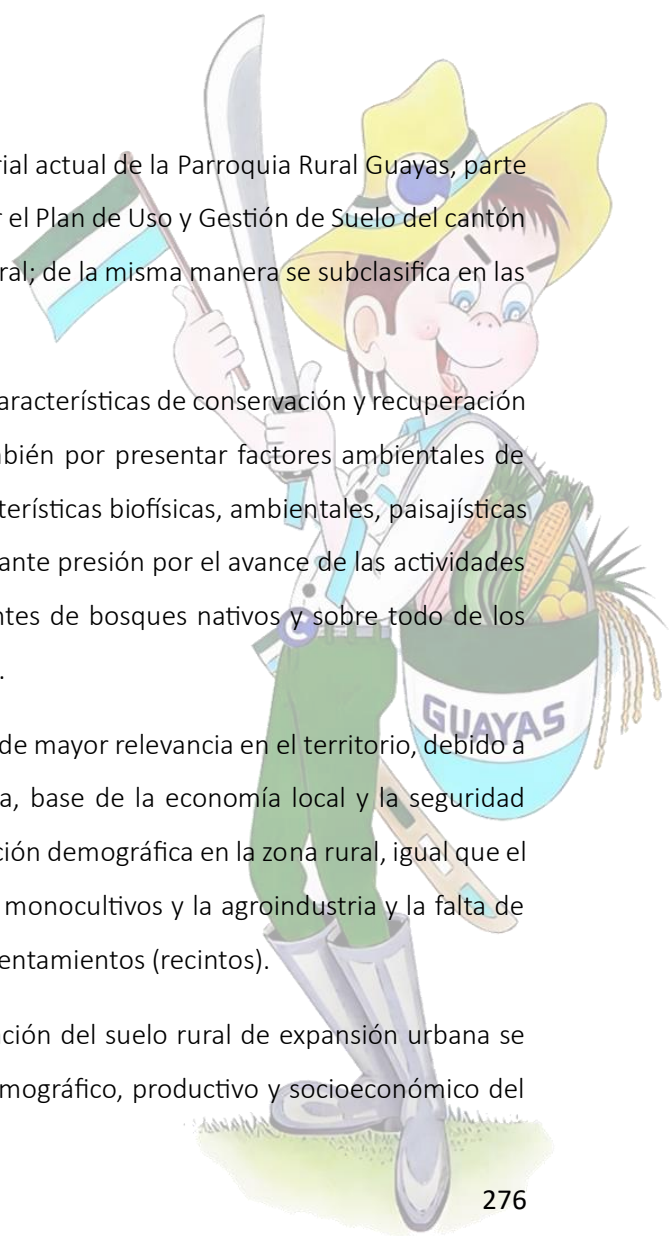 rial actual de la Parroquia Rural Guayas, parte
r el Plan de Uso y Gestión de Suelo del cantón
ral; de la misma manera se subclasifica en las
aracterísticas de conservación y recuperación
mbién por presentar factores ambientales de
cterísticas biofísicas, ambientales, paisajísticas
tante presión por el avance de las actividades
ntes de bosques nativos y sobre todo de los
.
de mayor relevancia en el territorio, debido a
a, base de la economía local y la seguridad
ción demográfica en la zona rural, igual que el
monocultivos y la agroindustria y la falta de
entamientos (recintos).
ación del suelo rural de expansión urbana se
mográfico, productivo y socioeconómico del
GUAYAS
276